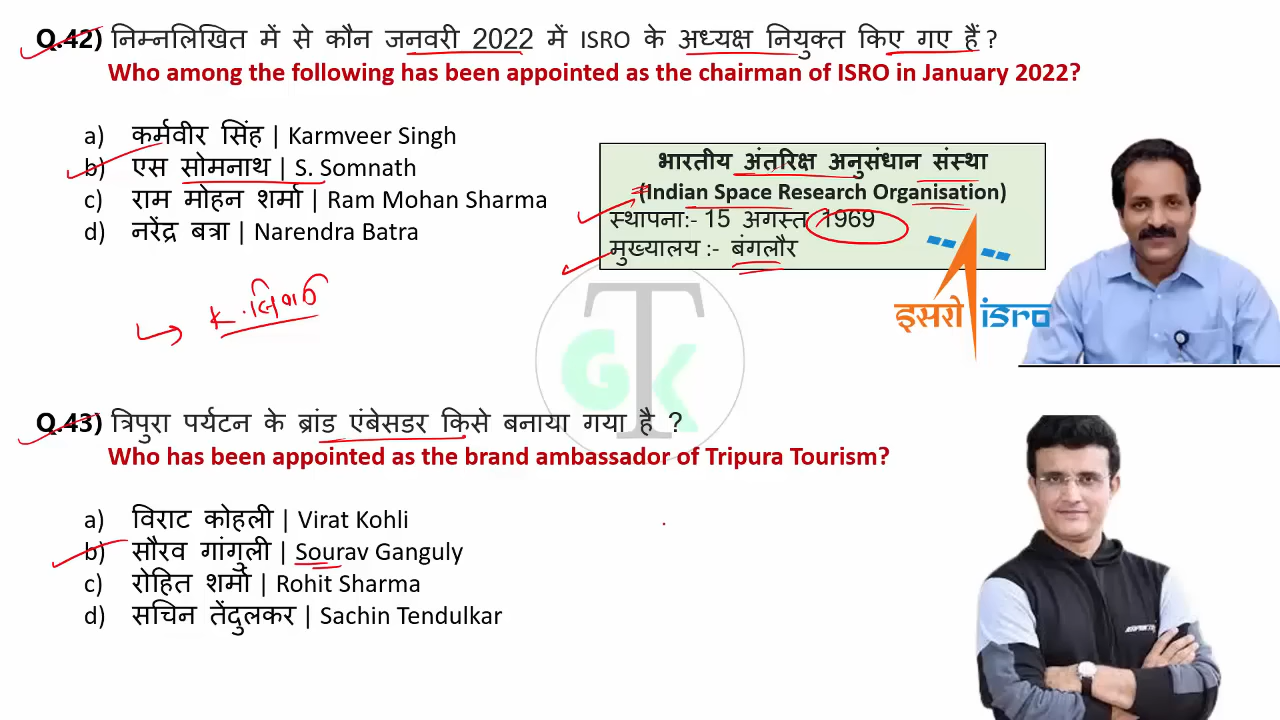 Q.42) निम्नलिखित में से कौन जनवरी 2022 में ISRO के अध्यक्ष नियुक्त किए गए हैं ?
Who among the following has been appointed as the chairman of ISRO in January 2022?
a) कर्मवीर सिंह | Karmveer Singh
b) एस सोमनाथ | S. Somnath
c) राम मोहन शर्मा | Ram Mohan Sharma
d) नरेंद्र बत्रा | Narendra Batra
भारतीय अंतरिक्ष अनुसंधान संस्था
(Indian Space Research Organisation)
स्थापना:- 15 अगस्त 1969
मुख्यालय :- बंगलौर
इसरो isro
TGK
Q.43) त्रिपुरा पर्यटन के ब्रांड एंबेसडर किसे बनाया गया है ?
Who has been appointed as the brand ambassador of Tripura Tourism?
a) विराट कोहली | Virat Kohli
b) सौरव गांगुली | Sourav Ganguly
c) रोहित शर्मा | Rohit Sharma
d) सचिन तेंदुलकर | Sachin Tendulkar